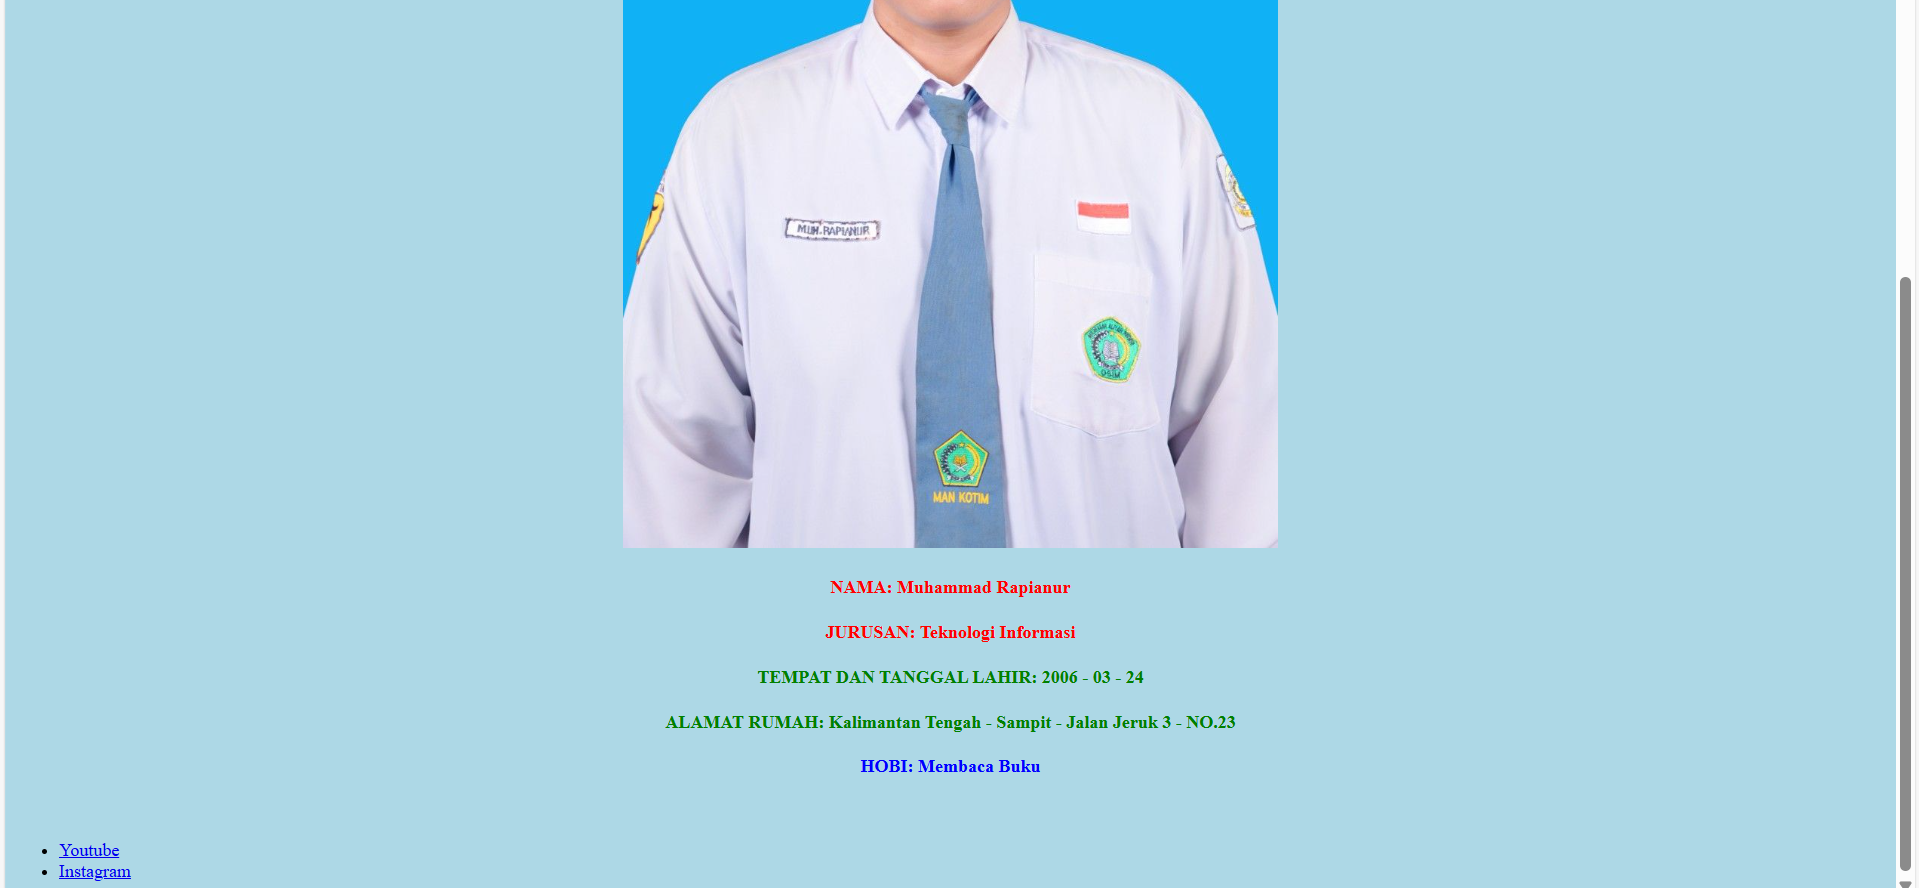 MUH.RAPIANUR
OSIM
MAN KOTIM
NAMA: Muhammad Rapianur
JURUSAN: Teknologi Informasi
TEMPAT DAN TANGGAL LAHIR: 2006 - 03 - 24
ALAMAT RUMAH: Kalimantan Tengah - Sampit - Jalan Jeruk 3 - NO.23
HOBI: Membaca Buku
Youtube
Instagram